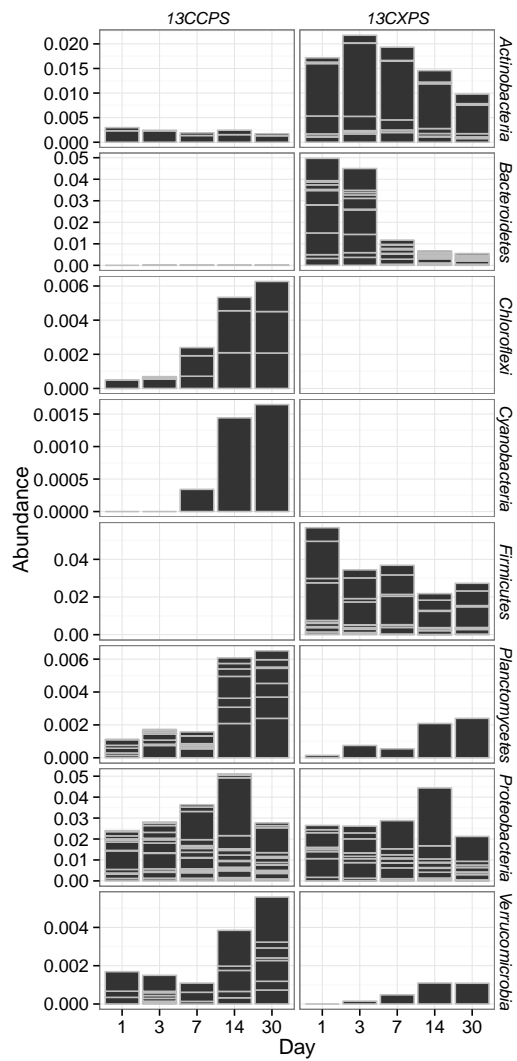 13CCPS 13CXPS
0.020
0.015
0.010
0.005
0.000
Actinobacteria
0.05
0.04
0.03
0.02
0.01
0.00
Bacteroidetes
0.006
0.004
0.002
0.000
Chloroflexi
0.0015
0.0010
0.0005
0.0000
Cyanobacteria
Abundance
0.04
0.02
0.00
Firmicutes
0.006
0.004
0.002
0.000
Planctomycetes
0.05
0.04
0.03
0.02
0.01
0.00
Proteobacteria
0.004
0.002
0.000
Verrucomicrobia
1 3 7 14 30 1 3 7 14 30
Day